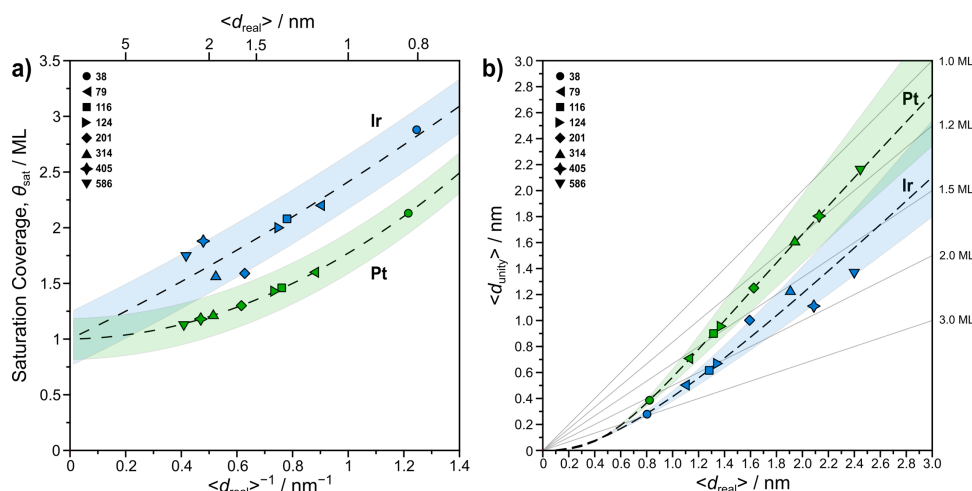 <d_real> / nm
5 2 1.5 1 0.8
a)
3.5
3
2.5
2
1.5
1
0.5
0
Saturation Coverage, θ_sat / ML
38
79
116
124
201
314
405
586
Ir
Pt
0 0.2 0.4 0.6 0.8 1 1.2 1.4
<d_real>⁻¹ / nm⁻¹
b)
3.0
2.8
2.6
2.4
2.2
2.0
1.8
1.6
1.4
1.2
1.0
0.8
0.6
0.4
0.2
0
<d_unity> / nm
38
79
116
124
201
314
405
586
Pt
Ir
1.0 ML
1.2 ML
1.5 ML
2.0 ML
3.0 ML
0 0.2 0.4 0.6 0.8 1.0 1.2 1.4 1.6 1.8 2.0 2.2 2.4 2.6 2.8 3.0
<d_real> / nm